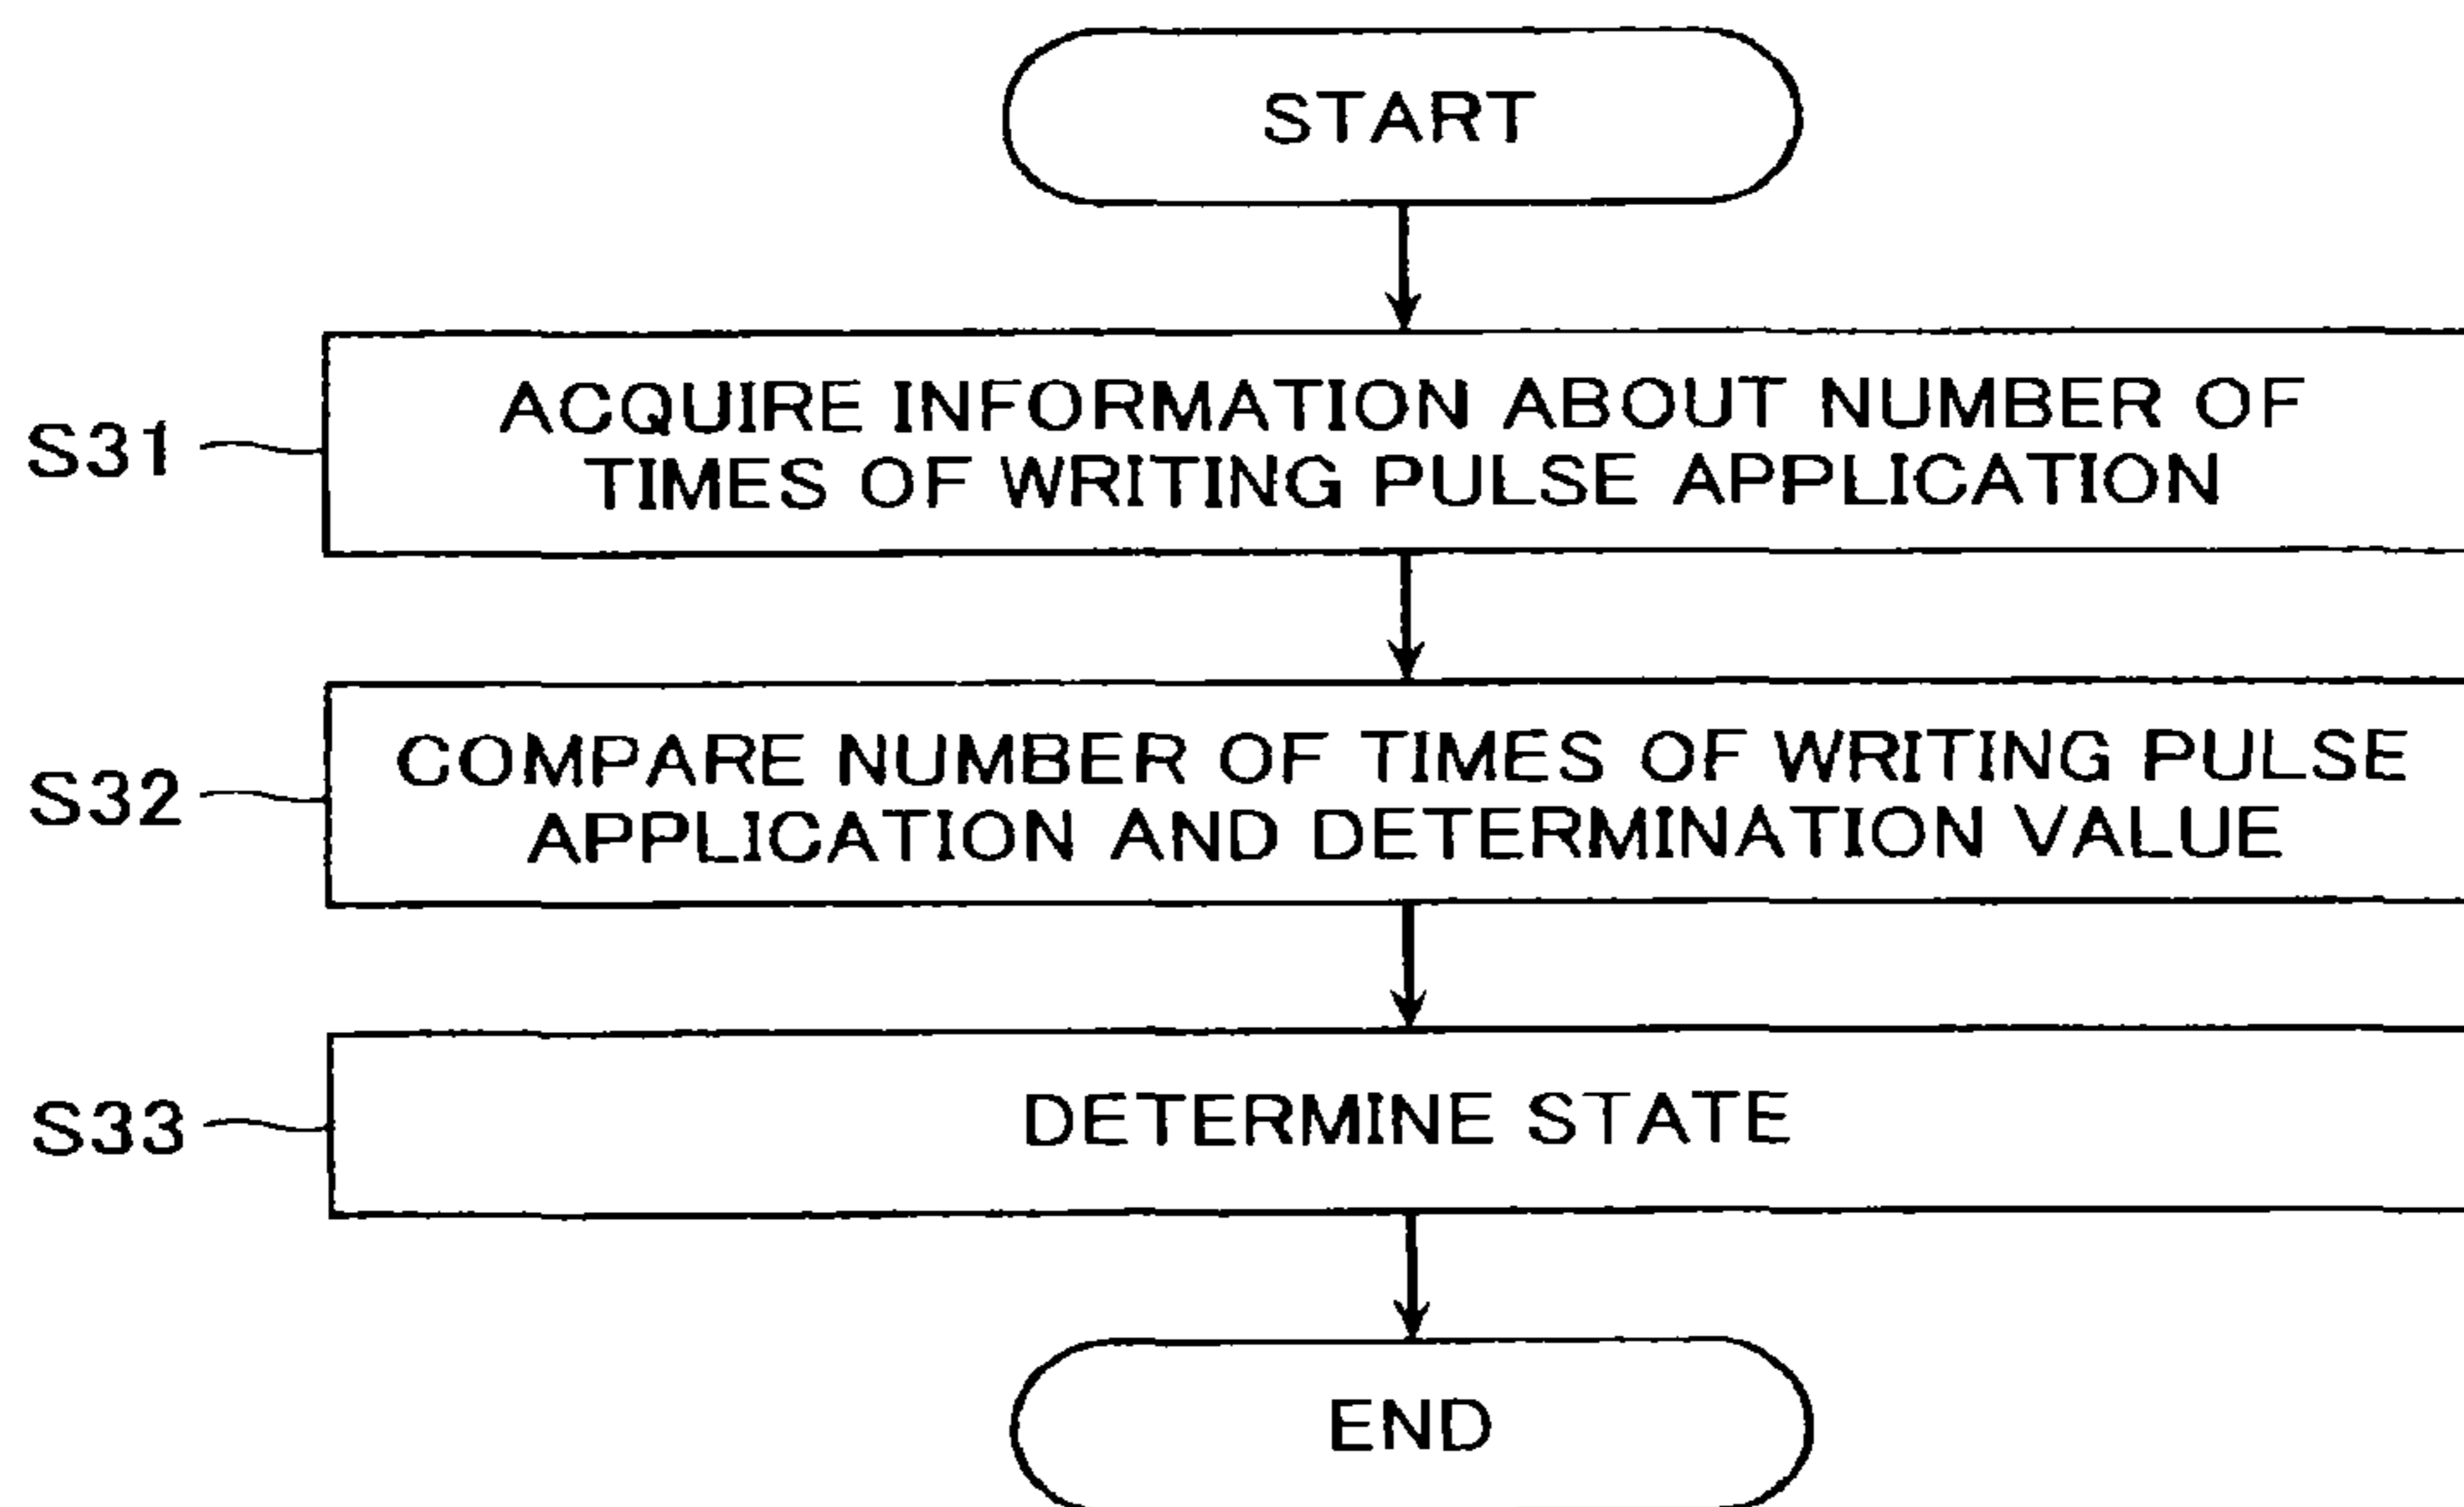 START
S31
ACQUIRE INFORMATION ABOUT NUMBER OF
TIMES OF WRITING PULSE APPLICATION
S32
COMPARE NUMBER OF TIMES OF WRITING PULSE
APPLICATION AND DETERMINATION VALUE
S33
DETERMINE STATE
END